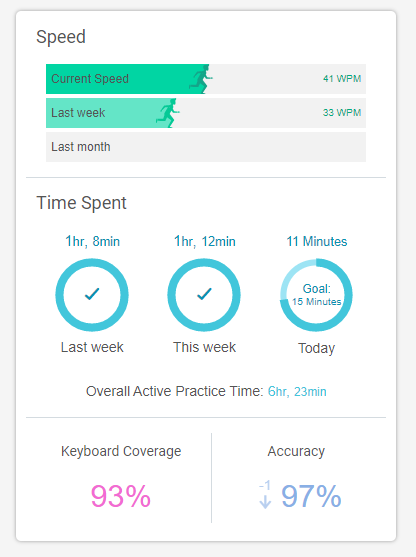 Speed
Current Speed 41 WPM
Last week 33 WPM
Last month
Time Spent
1hr, 8min 1hr, 12min 11 Minutes
Goal:
15 Minutes
Last week This week Today
Overall Active Practice Time: 6hr, 23min
Keyboard Coverage Accuracy
93% -1 97%